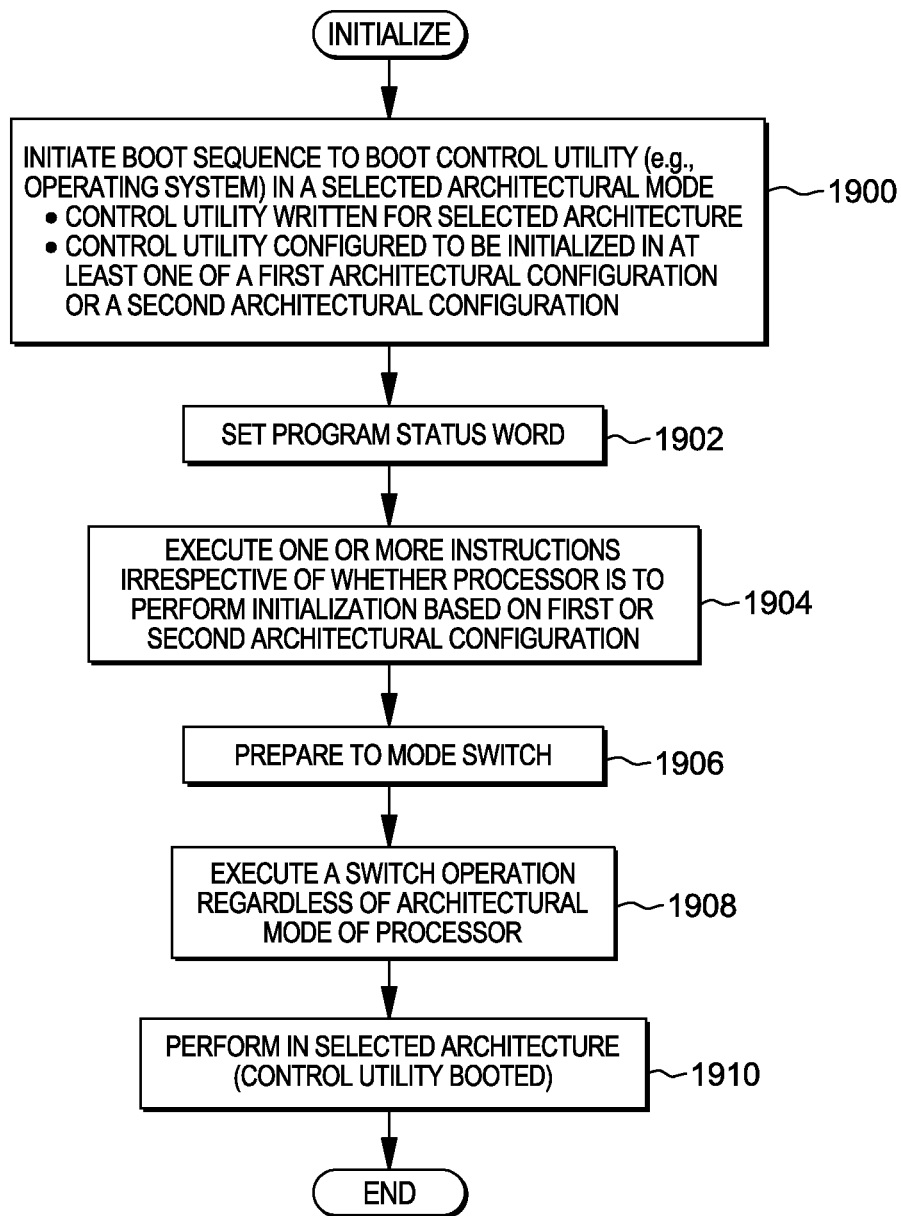 INITIALIZE
INITIATE BOOT SEQUENCE TO BOOT CONTROL UTILITY (e.g.,
OPERATING SYSTEM) IN A SELECTED ARCHITECTURAL MODE
• CONTROL UTILITY WRITTEN FOR SELECTED ARCHITECTURE
• CONTROL UTILITY CONFIGURED TO BE INITIALIZED IN AT
LEAST ONE OF A FIRST ARCHITECTURAL CONFIGURATION
OR A SECOND ARCHITECTURAL CONFIGURATION
1900
SET PROGRAM STATUS WORD
1902
EXECUTE ONE OR MORE INSTRUCTIONS
IRRESPECTIVE OF WHETHER PROCESSOR IS TO
PERFORM INITIALIZATION BASED ON FIRST OR
SECOND ARCHITECTURAL CONFIGURATION
1904
PREPARE TO MODE SWITCH
1906
EXECUTE A SWITCH OPERATION
REGARDLESS OF ARCHITECTURAL
MODE OF PROCESSOR
1908
PERFORM IN SELECTED ARCHITECTURE
(CONTROL UTILITY BOOTED)
1910
END